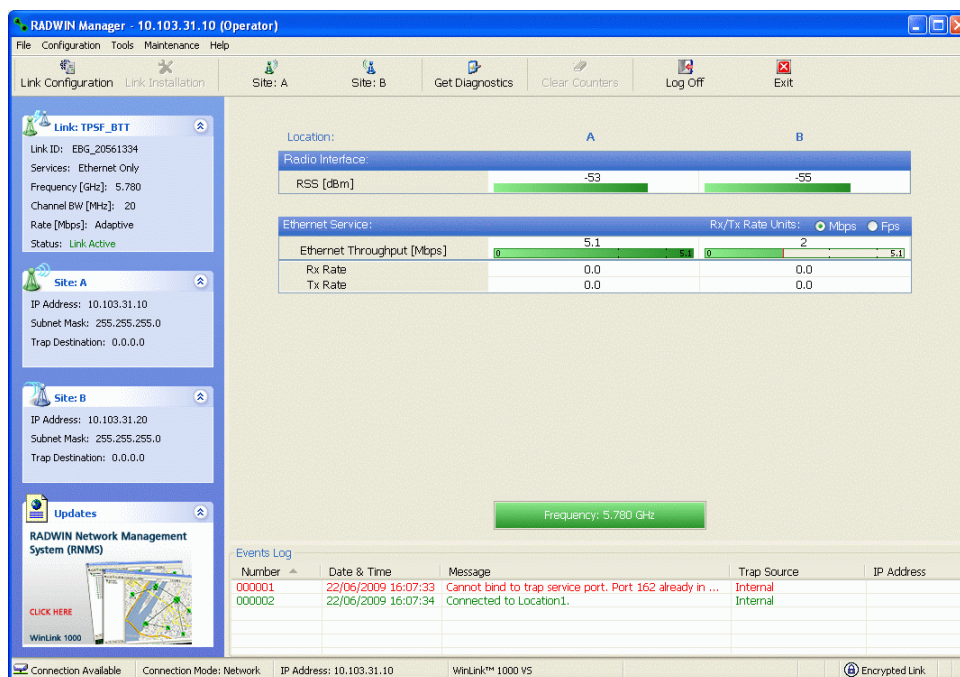 RADWIN Manager - 10.103.31.10 (Operator)
File Configuration Tools Maintenance Help
Link Configuration Link Installation Site: A Site: B Get Diagnostics Clear Counters Log Off Exit
Link: TPSF_BTT
Link ID: EBG_20561334
Services: Ethernet Only
Frequency [GHz]: 5.780
Channel BW [MHz]: 20
Rate [Mbps]: Adaptive
Status: Link Active
Site: A
IP Address: 10.103.31.10
Subnet Mask: 255.255.255.0
Trap Destination: 0.0.0.0
Site: B
IP Address: 10.103.31.20
Subnet Mask: 255.255.255.0
Trap Destination: 0.0.0.0
Updates
RADWIN Network Management
System (RNMS)
CLICK HERE
WinLink 1000
Location: A B
Radio Interface:
RSS [dBm] -53 -55
Ethernet Service: Rx/Tx Rate Units: Mbps Fps
Ethernet Throughput [Mbps] 5.1 2
0 5.1 0 5.1
Rx Rate 0.0 0.0
Tx Rate 0.0 0.0
Frequency: 5.780 GHz
Events Log
Number Date & Time Message Trap Source IP Address
000001 22/06/2009 16:07:33 Cannot bind to trap service port. Port 162 already in ... Internal
000002 22/06/2009 16:07:34 Connected to Location1. Internal
Connection Available Connection Mode: Network IP Address: 10.103.31.10 WinLink™ 1000 VS Encrypted Link